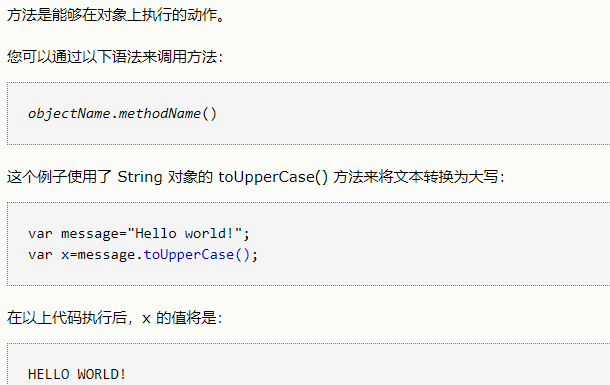 方法是能够在对象上执行的动作。
您可以通过以下语法来调用方法：
objectName.methodName()
这个例子使用了 String 对象的 toUpperCase() 方法来将文本转换为大写：
var message="Hello world!";
var x=message.toUpperCase();
在以上代码执行后，x 的值将是：
HELLO WORLD!